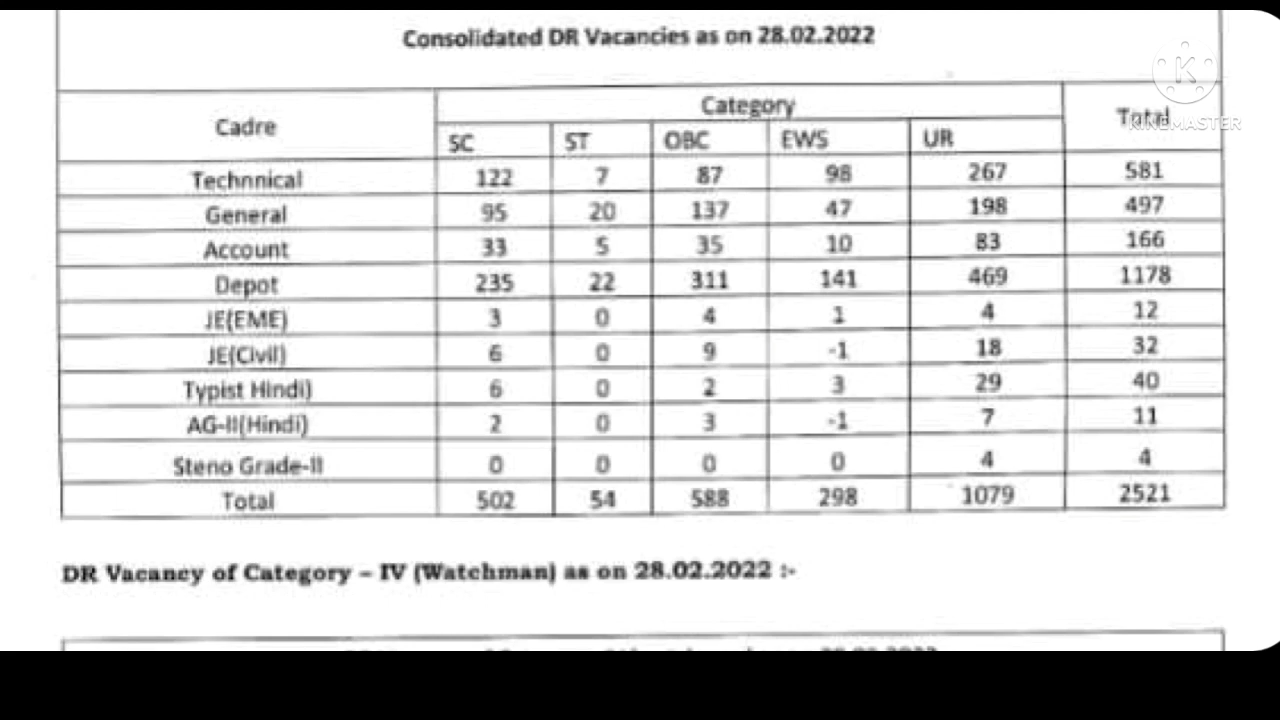 Consolidated DR Vacancies as on 28.02.2022
Cadre Category Total
SC ST OBC EWS UR
Technnical 122 7 87 98 267 581
General 95 20 137 47 198 497
Account 33 5 35 10 83 166
Depot 235 22 311 141 469 1178
JE(EME) 3 0 4 1 4 12
JE(Civil) 6 0 9 -1 18 32
Typist Hindi) 6 0 2 3 29 40
AG-II(Hindi) 2 0 3 -1 7 11
Steno Grade-II 0 0 0 0 4 4
Total 502 54 588 298 1079 2521
DR Vacancy of Category – IV (Watchman) as on 28.02.2022 :-
K
KINEMASTER